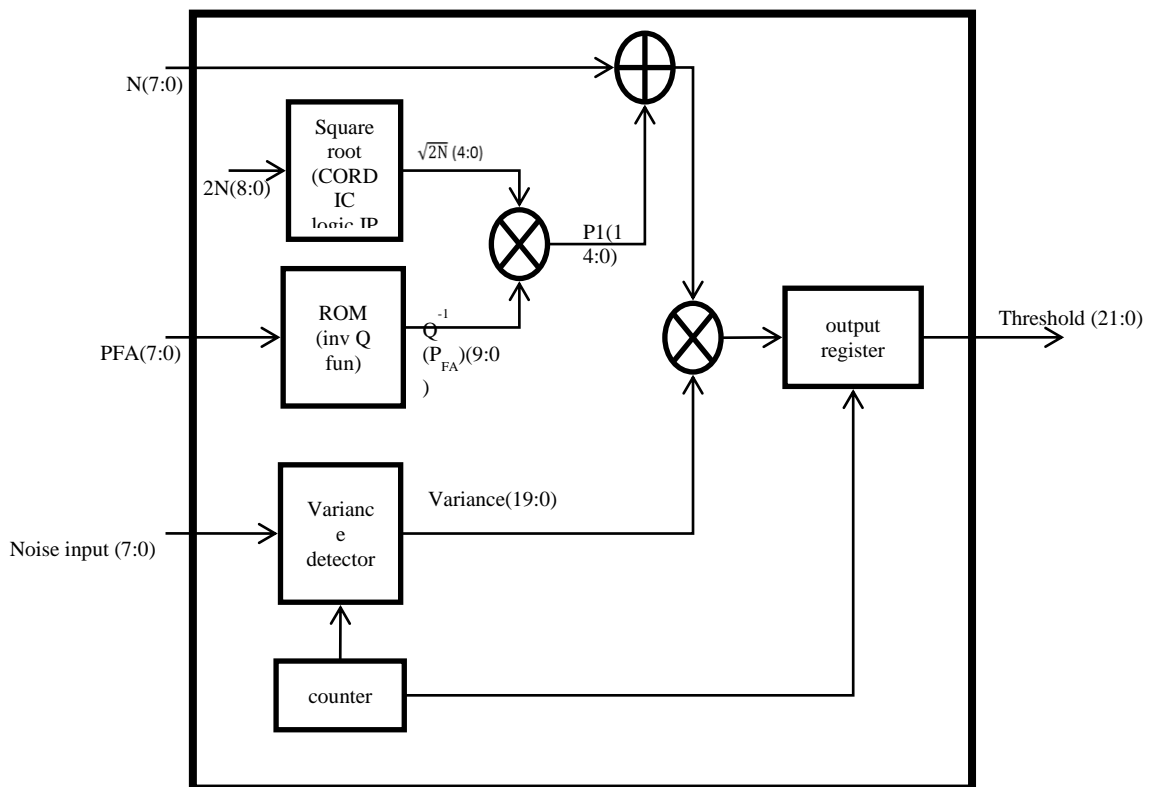 N(7:0)
Square
root
(CORD
IC
logic IP
√2N (4:0)
2N(8:0)
P1(1
4:0)
ROM
(inv Q
fun)
PFA(7:0)
Q-1
(PFA)(9:0
)
output
register
Threshold (21:0)
Varianc
e
detector
Variance(19:0)
Noise input (7:0)
counter